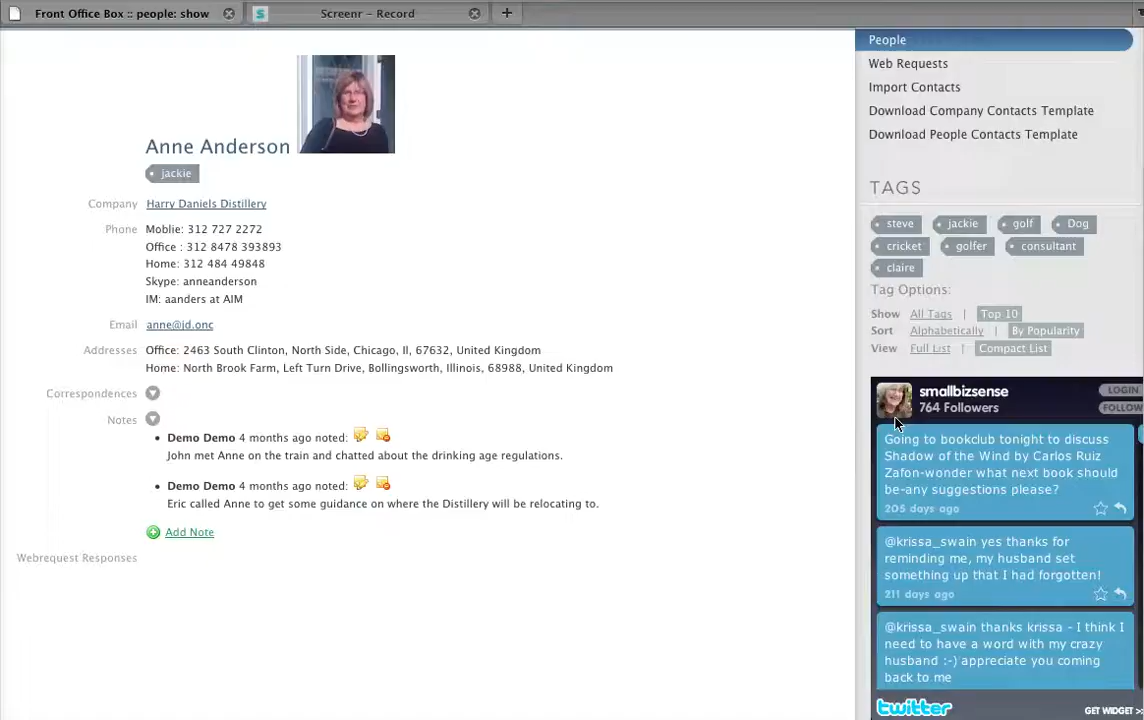 Front Office Box :: people: show
Screenr - Record
Anne Anderson
jackie
Company Harry Daniels Distillery
Phone Moblie: 312 727 2272
Office : 312 8478 393893
Home: 312 484 49848
Skype: anneanderson
IM: aanders at AIM
Email anne@jd.onc
Addresses Office: 2463 South Clinton, North Side, Chicago, Il, 67632, United Kingdom
Home: North Brook Farm, Left Turn Drive, Bollingsworth, Illinois, 68988, United Kingdom
Correspondences
Notes
Demo Demo 4 months ago noted:
John met Anne on the train and chatted about the drinking age regulations.
Demo Demo 4 months ago noted:
Eric called Anne to get some guidance on where the Distillery will be relocating to.
Add Note
Webrequest Responses
People
Web Requests
Import Contacts
Download Company Contacts Template
Download People Contacts Template
TAGS
steve jackie golf Dog
cricket golfer consultant
claire
Tag Options:
Show All Tags | Top 10
Sort Alphabetically | By Popularity
View Full List | Compact List
smallbizsense LOGIN
764 Followers FOLLOW
Going to bookclub tonight to discuss
Shadow of the Wind by Carlos Ruiz
Zafon-wonder what next book should
be-any suggestions please?
205 days ago
@krissa_swain yes thanks for
reminding me, my husband set
something up that I had forgotten!
211 days ago
@krissa_swain thanks krissa - I think I
need to have a word with my crazy
husband :-) appreciate you coming
back to me
twitter GET WIDGET >